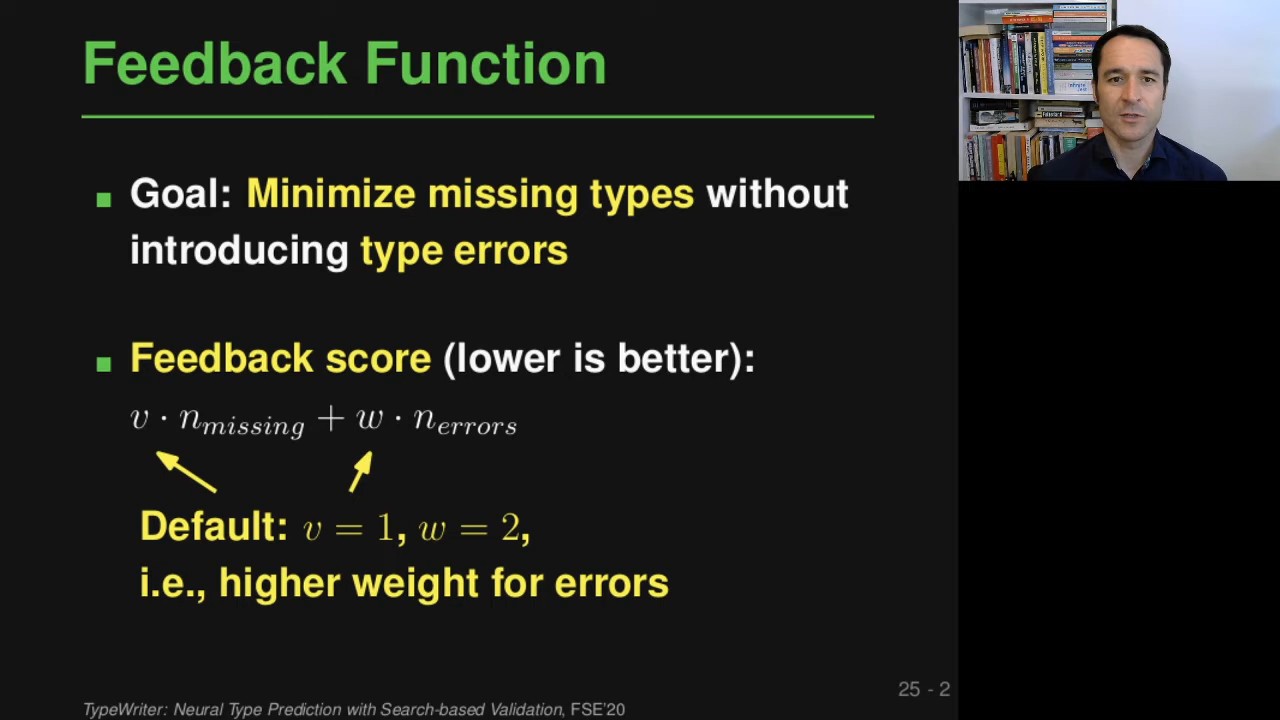 Feedback Function
Goal: Minimize missing types without
introducing type errors
Feedback score (lower is better):
v · n_missing + w · n_errors
Default: v = 1, w = 2,
i.e., higher weight for errors
25 - 2
TypeWriter: Neural Type Prediction with Search-based Validation, FSE'20